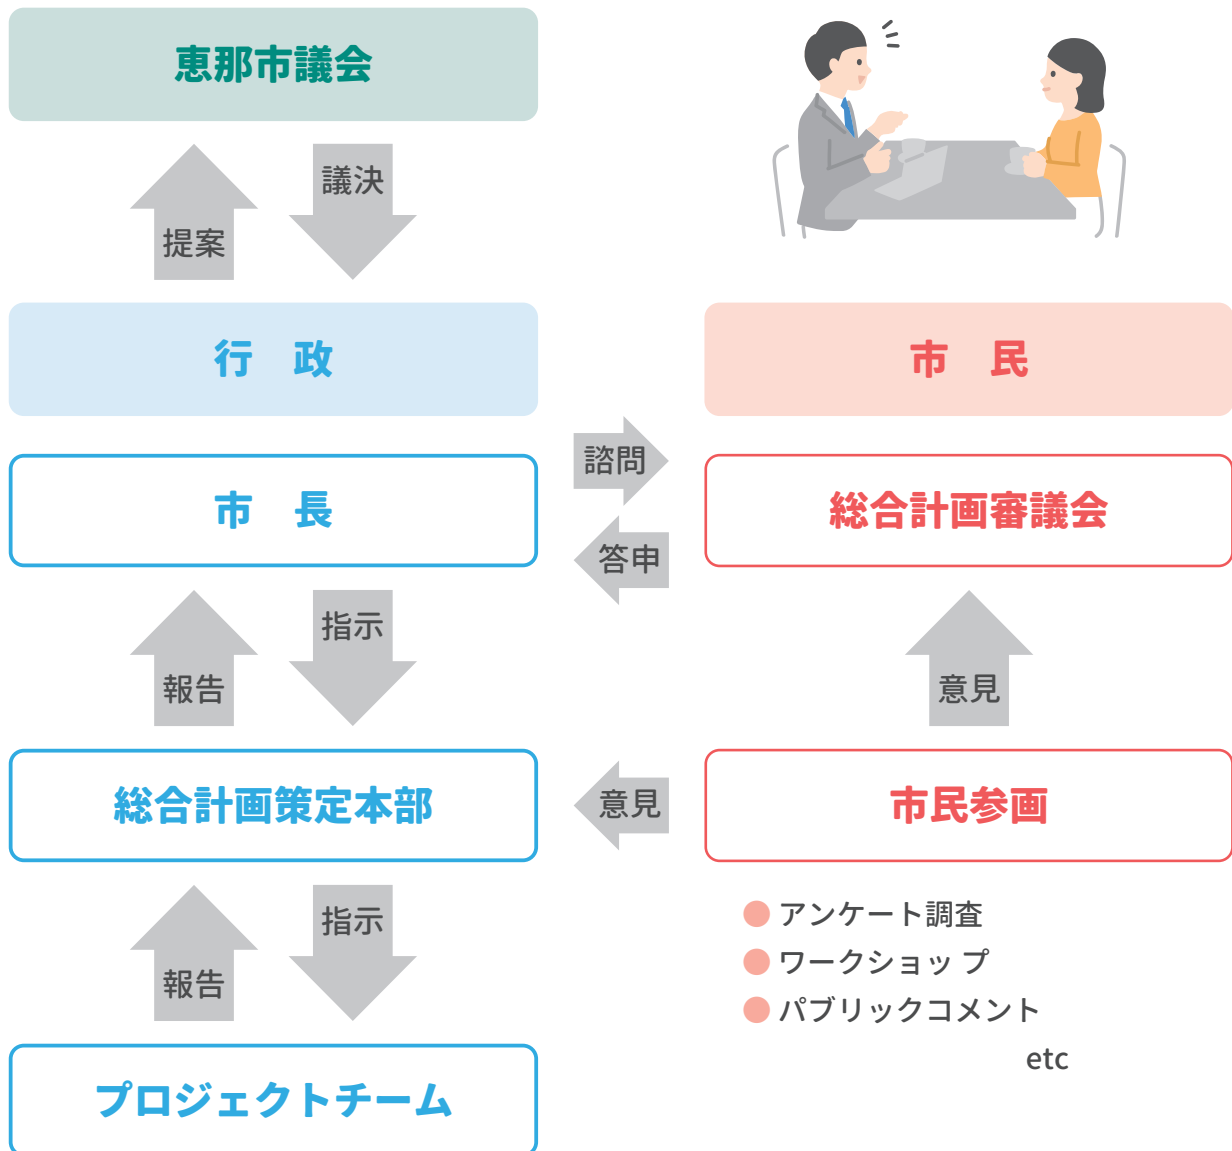 恵那市議会
提案
議決
行　政
市　民
市　長
諮問
答申
総合計画審議会
報告
指示
意見
総合計画策定本部
意見
市民参画
報告
指示
● アンケート調査
● ワークショップ
● パブリックコメント
etc
プロジェクトチーム